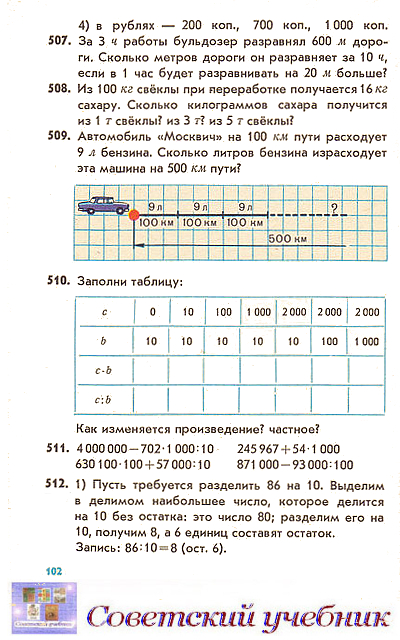 4) в рублях — 200 коп., 700 коп., 1 000 коп.
507. За 3 ч работы бульдозер разравнял 600 м доро-
ги. Сколько метров дороги он разравняет за 10 ч,
если в 1 час будет разравнивать на 20 м больше?
508. Из 100 кг свёклы при переработке получается 16 кг
сахару. Сколько килограммов сахара получится
из 1 т свёклы? из 3 т? из 5 т свёклы?
509. Автомобиль «Москвич» на 100 км пути расходует
9 л бензина. Сколько литров бензина израсходует
эта машина на 500 км пути?
9 л 9 л 9 л ?
100 км 100 км 100 км
500 км
510. Заполни таблицу:
c 0 10 100 1 000 2 000 2 000 2 000
b 10 10 10 10 10 100 1 000
c·b
c:b
Как изменяется произведение? частное?
511. 4 000 000 — 702·1 000:10 245 967 + 54·1 000
630 100·100 + 57 000:10 871 000 — 93 000:100
512. 1) Пусть требуется разделить 86 на 10. Выделим
в делимом наибольшее число, которое делится
на 10 без остатка: это число 80; разделим его на
10, получим 8, а 6 единиц составят остаток.
Запись: 86:10 = 8 (ост. 6).
102
Советский учебник
Советский учебник